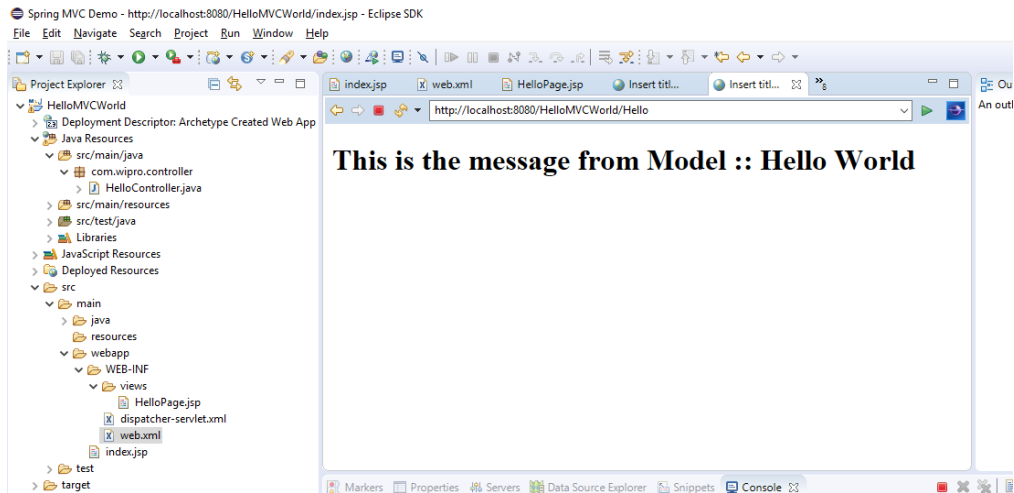 Spring MVC Demo - http://localhost:8080/HelloMVCWorld/index.jsp - Eclipse SDK
File Edit Navigate Search Project Run Window Help
Project Explorer
HelloMVCWorld
Deployment Descriptor: Archetype Created Web App
Java Resources
src/main/java
com.wipro.controller
HelloController.java
src/main/resources
src/test/java
Libraries
JavaScript Resources
Deployed Resources
src
main
java
resources
webapp
WEB-INF
views
HelloPage.jsp
dispatcher-servlet.xml
web.xml
index.jsp
test
target
index.jsp web.xml HelloPage.jsp Insert titl... Insert titl... »8
http://localhost:8080/HelloMVCWorld/Hello
This is the message from Model :: Hello World
Markers Properties Servers Data Source Explorer Snippets Console
Ou
An outl